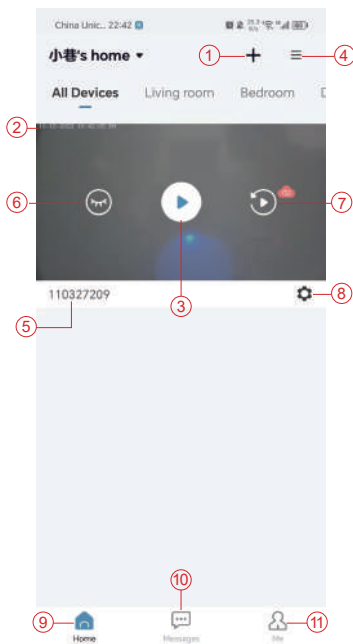 China Unic... 22:42
小巷's home
① ④
All Devices Living room Bedroom D
②
⑥ ⑦
③
110327209
⑤ ⑧
⑩
⑨ ⑪
Home Messages Me